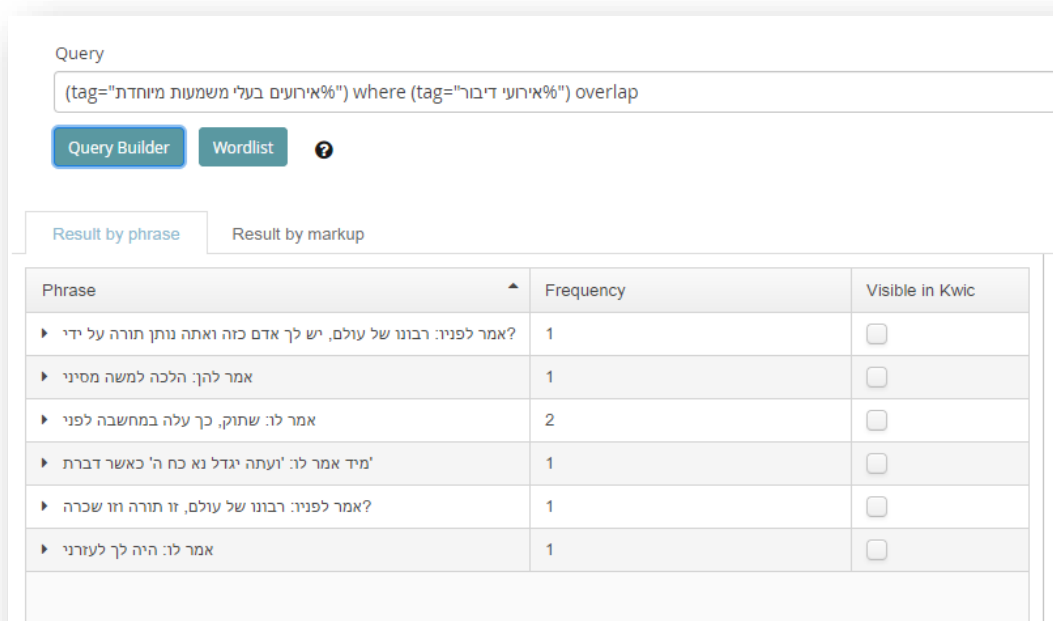 Query
(tag="אירועים בעלי משמעות מיוחדת%") where (tag="אירועי דיבור%") overlap
Query Builder Wordlist ?
Result by phrase Result by markup
Phrase Frequency Visible in Kwic
אמר לפניו: רבונו של עולם, יש לך אדם כזה ואתה נותן תורה על ידי? 1
אמר להן: הלכה למשה מסיני 1
אמר לו: שתוק, כך עלה במחשבה לפני 2
מיד אמר לו: 'ועתה יגדל נא כח ה' כאשר דברת' 1
אמר לפניו: רבונו של עולם, זו תורה וזו שכרה? 1
אמר לו: היה לך לעזרני 1